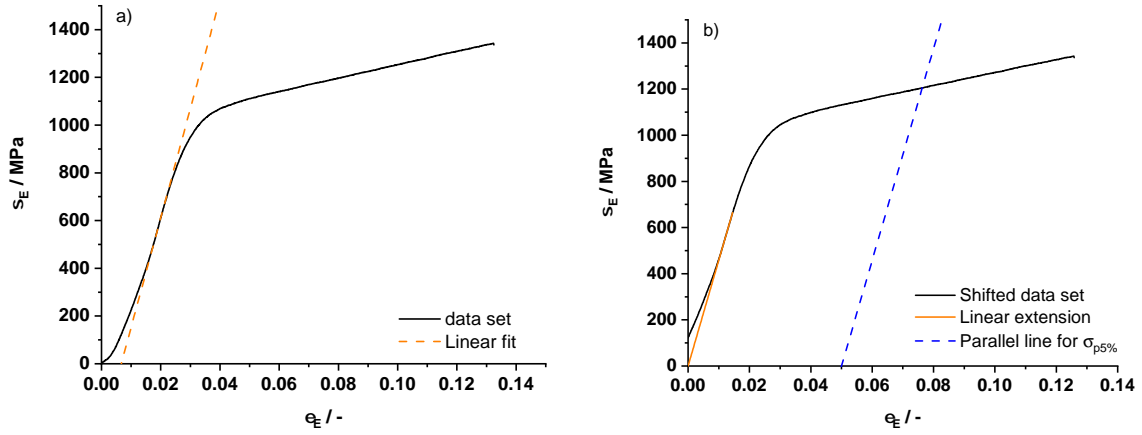 a)
1400
1200
1000
800
600
400
200
0
s_E / MPa
data set
Linear fit
0.00 0.02 0.04 0.06 0.08 0.10 0.12 0.14
e_E / -
b)
1400
1200
1000
800
600
400
200
0
s_E / MPa
Shifted data set
Linear extension
Parallel line for σ_p5%
0.00 0.02 0.04 0.06 0.08 0.10 0.12 0.14
e_E / -